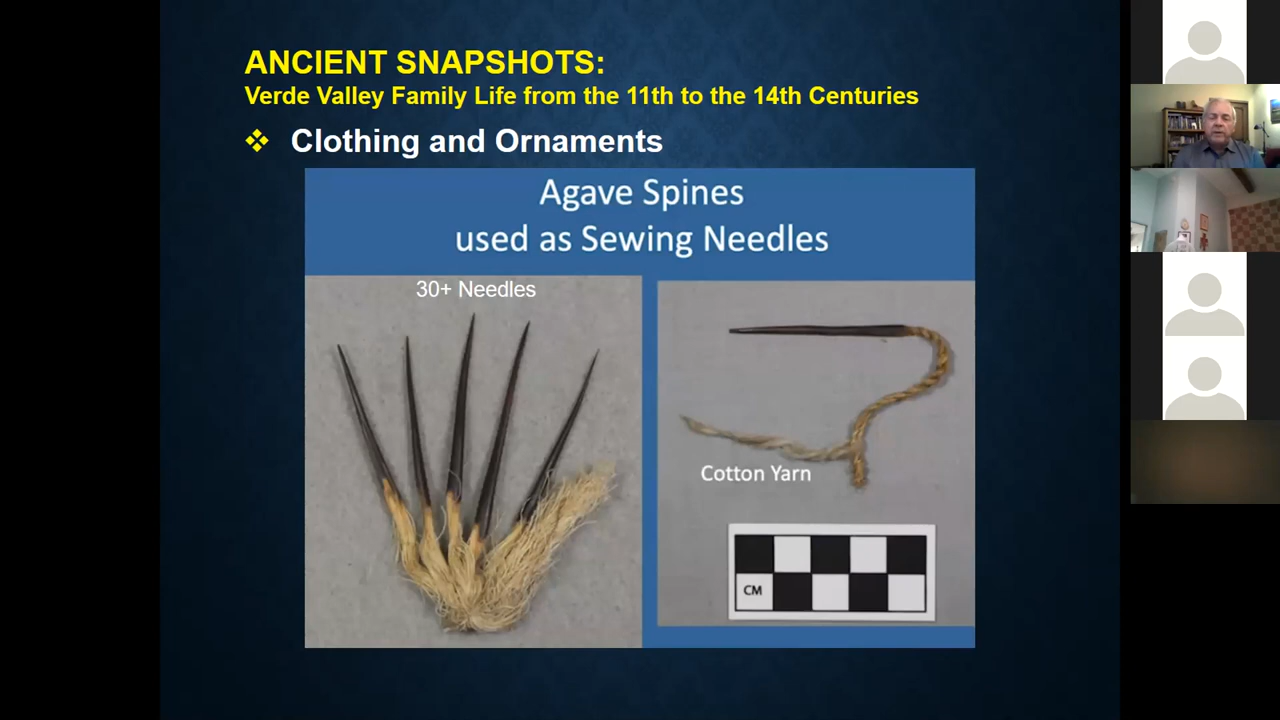 ANCIENT SNAPSHOTS:
Verde Valley Family Life from the 11th to the 14th Centuries
Clothing and Ornaments
Agave Spines
used as Sewing Needles
30+ Needles
Cotton Yarn
CM